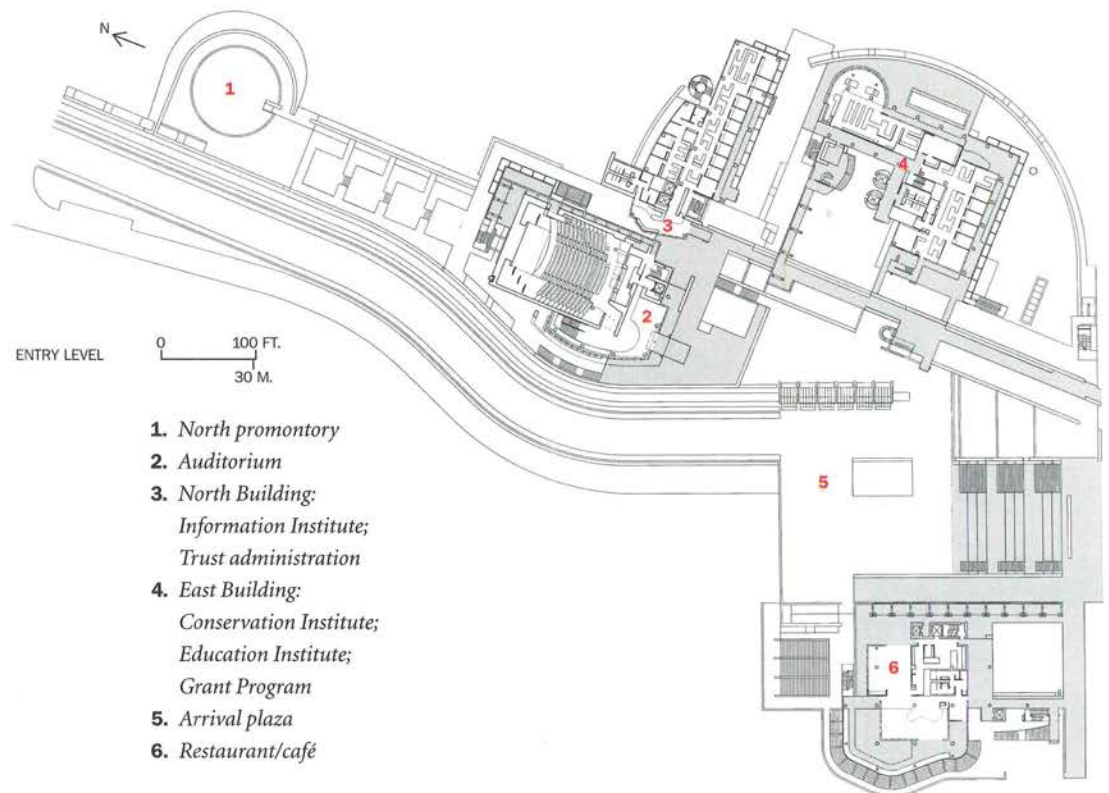 N
1
4
3
2
ENTRY LEVEL
0 100 FT.
30 M.
5
6
1. North promontory
2. Auditorium
3. North Building:
Information Institute;
Trust administration
4. East Building:
Conservation Institute;
Education Institute;
Grant Program
5. Arrival plaza
6. Restaurant/café